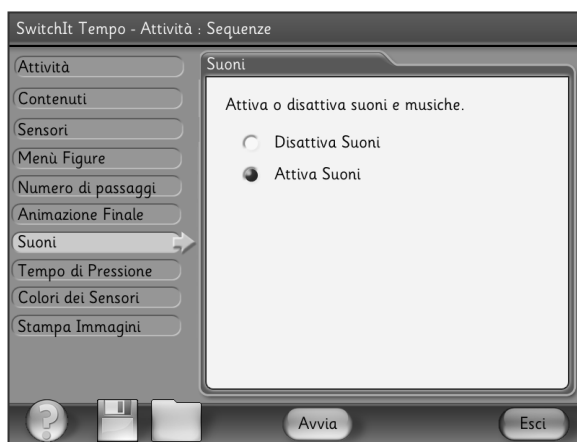 SwitchIt Tempo - Attività : Sequenze
Attività
Contenuti
Sensori
Menù Figure
Numero di passaggi
Animazione Finale
Suoni
Tempo di Pressione
Colori dei Sensori
Stampa Immagini
Suoni
Attiva o disattiva suoni e musiche.
Disattiva Suoni
Attiva Suoni
?
Avvia
Esci